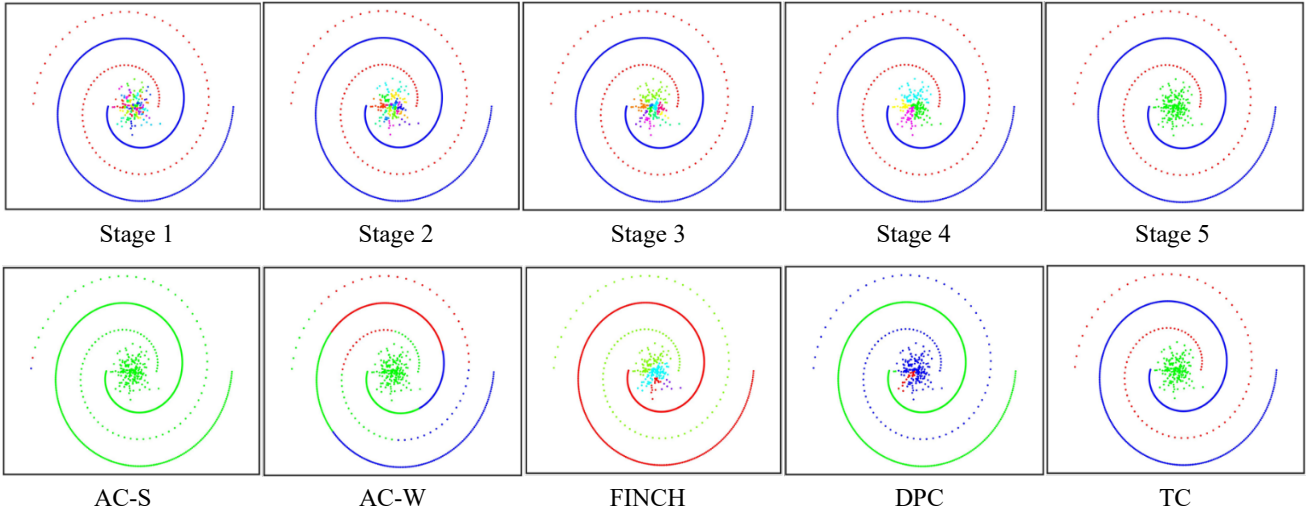 Stage 1 Stage 2 Stage 3 Stage 4 Stage 5
AC-S AC-W FINCH DPC TC